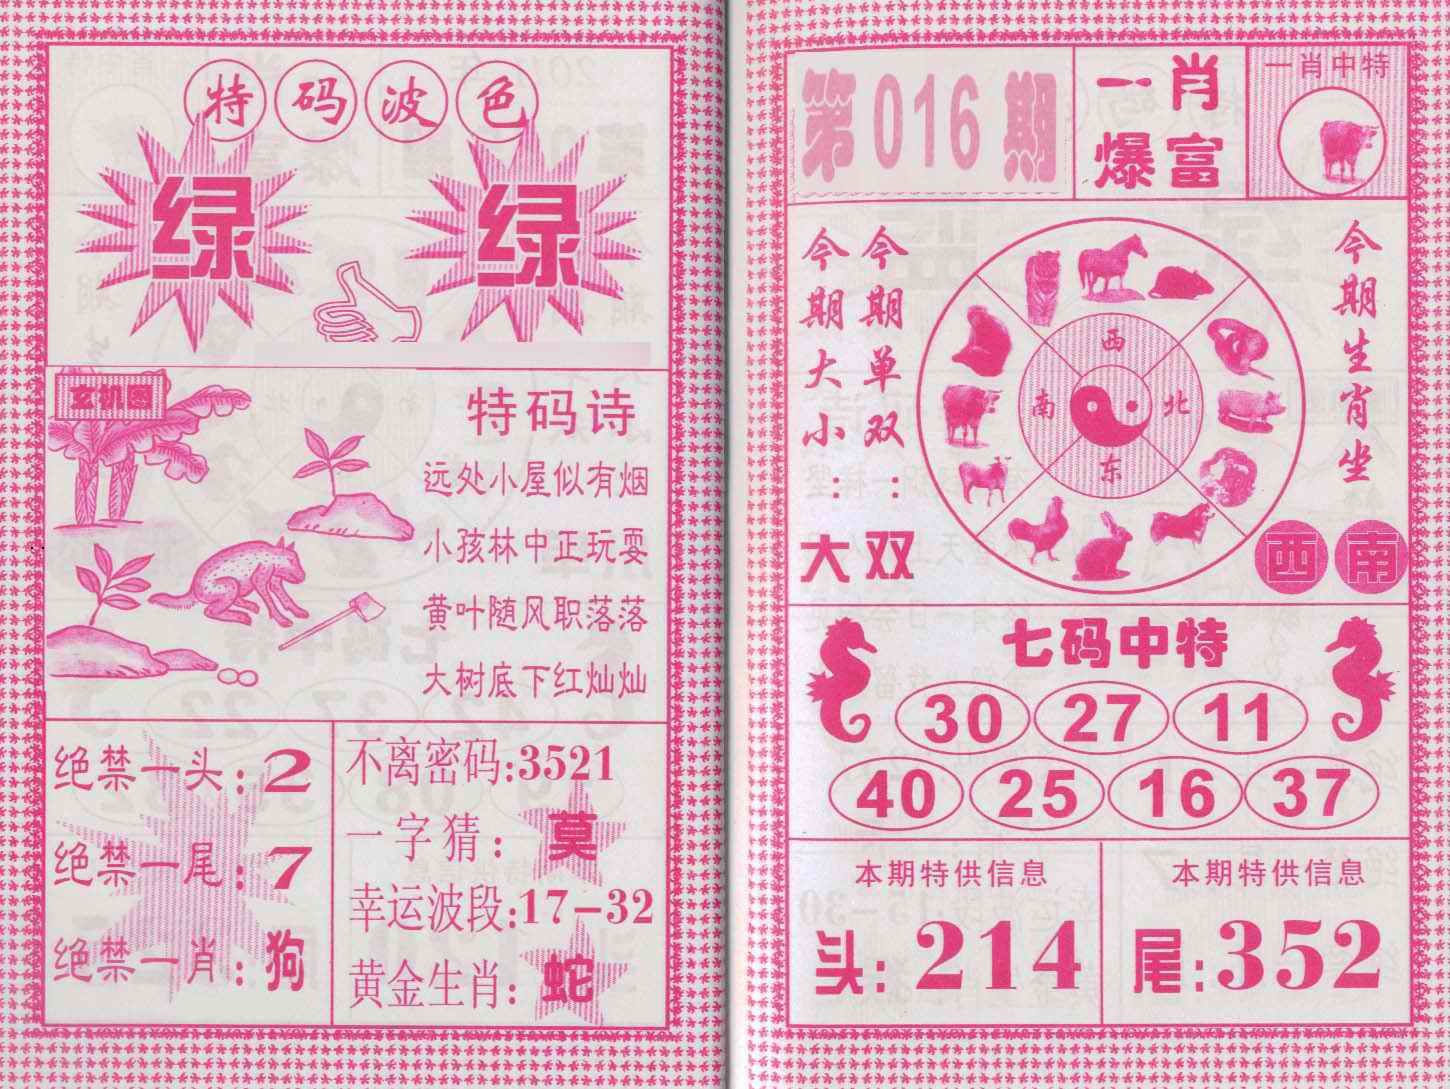 特码波色
绿 绿
玄机图
特码诗
远处小屋似有烟
小孩林中正玩耍
黄叶随风职落落
大树底下红灿灿
绝禁一头:2
绝禁一尾:7
绝禁一肖:狗
不离密码:3521
一字猜:莫
幸运波段:17-32
黄金生肖:蛇
第016期
一肖
爆富
一肖中特
今期大小:大
今期单双:双
西
南
北
东
今期生肖坐
西南
七码中特
30 27 11
40 25 16 37
本期特供信息
头:214
本期特供信息
尾:352